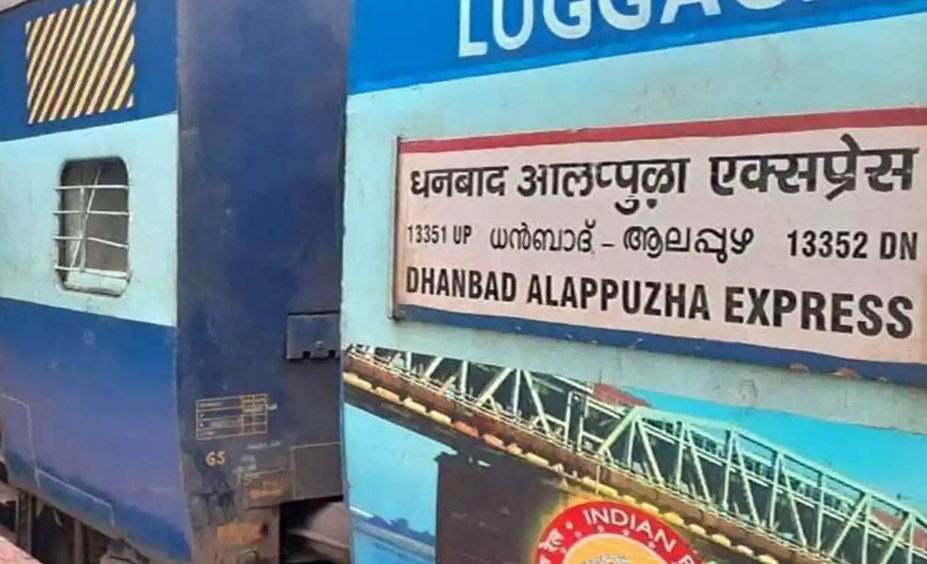 LUGGAGE
धनबाद आलप्पुळा एक्सप्रेस
13351 UP ധൻബാദ് – ആലപ്പുഴ 13352 DN
DHANBAD ALAPPUZHA EXPRESS
GS
INDIAN
रेल